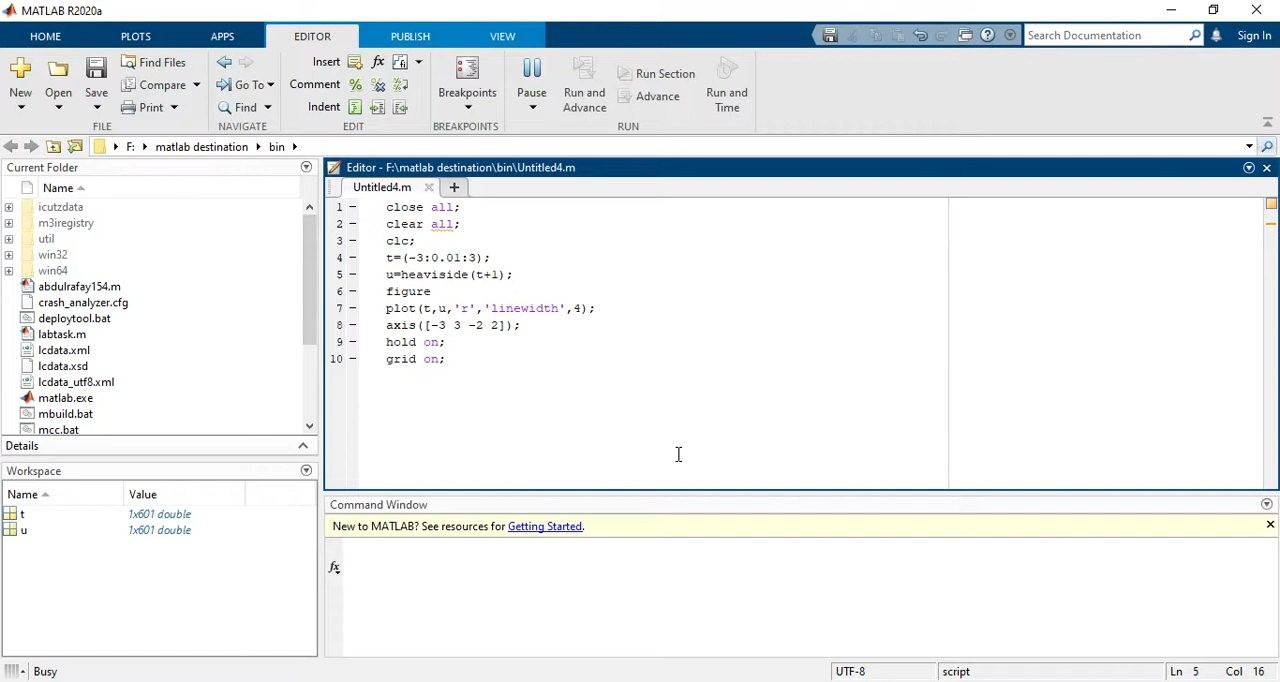 MATLAB R2020a
HOME PLOTS APPS EDITOR PUBLISH VIEW Search Documentation Sign In
New Open Save Find Files Compare Print Go To Find Insert Comment Indent Breakpoints Pause Run and Advance Run Section Advance Run and Time
FILE NAVIGATE EDIT BREAKPOINTS RUN
F: matlab destination bin
Current Folder
Name
icutzdata
m3iregistry
util
win32
win64
abdulrafay154.m
crash_analyzer.cfg
deploytool.bat
labtask.m
lcdata.xml
lcdata.xsd
lcdata_utf8.xml
matlab.exe
mbuild.bat
mcc.bat
Details
Workspace
Name Value
t 1x601 double
u 1x601 double
Editor - F:\matlab destination\bin\Untitled4.m
Untitled4.m
1 close all;
2 clear all;
3 clc;
4 t=(-3:0.01:3);
5 u=heaviside(t+1);
6 figure
7 plot(t,u,'r','linewidth',4);
8 axis([-3 3 -2 2]);
9 hold on;
10 grid on;
Command Window
New to MATLAB? See resources for Getting Started.
fx
Busy UTF-8 script Ln 5 Col 16